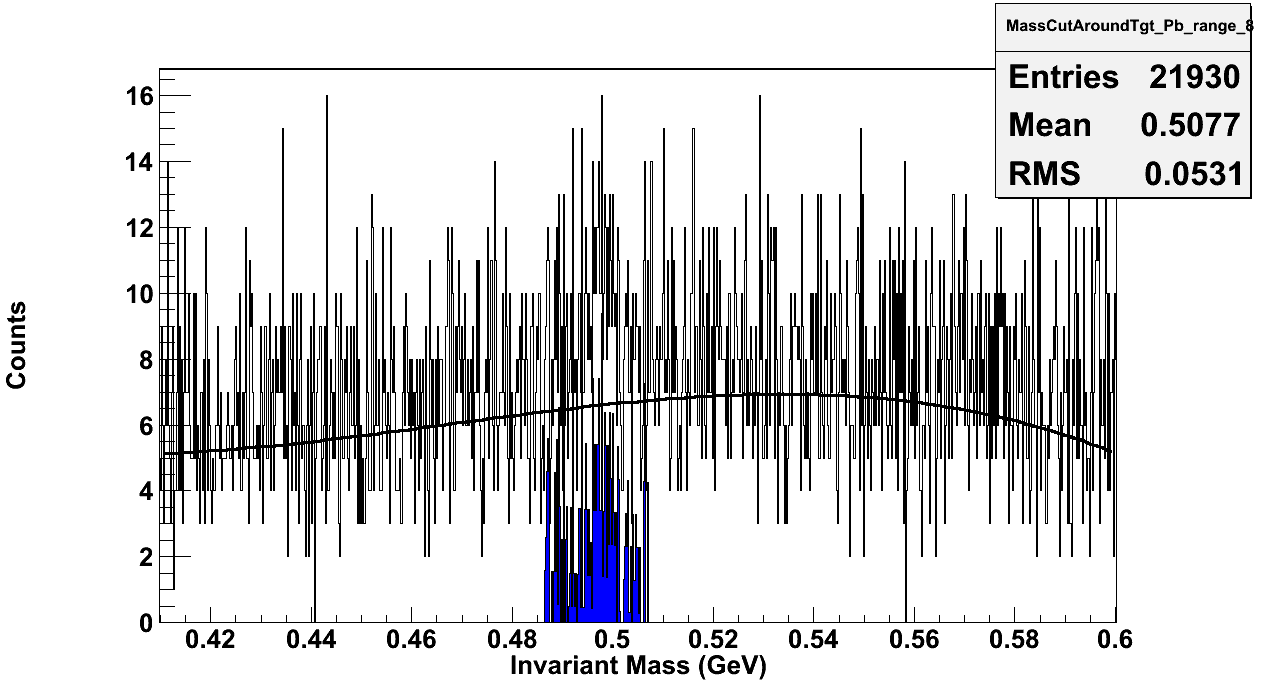 MassCutAroundTgt_Pb_range_8
Entries 21930
Mean 0.5077
RMS 0.0531
Counts
16
14
12
10
8
6
4
2
0
0.42 0.44 0.46 0.48 0.5 0.52 0.54 0.56 0.58 0.6
Invariant Mass (GeV)